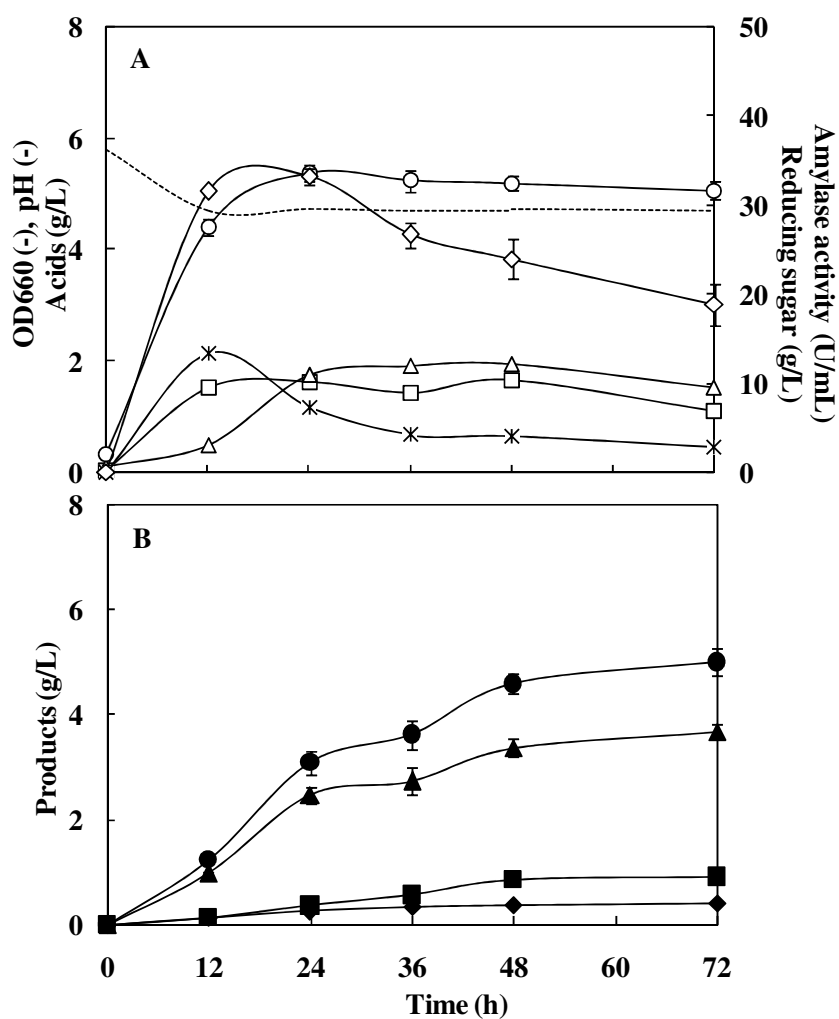 A
8
6
4
2
0
OD660 (-), pH (-)
Acids (g/L)
50
40
30
20
10
0
Amylase activity (U/mL)
Reducing sugar (g/L)
B
8
6
4
2
0
Products (g/L)
0 12 24 36 48 60 72
Time (h)